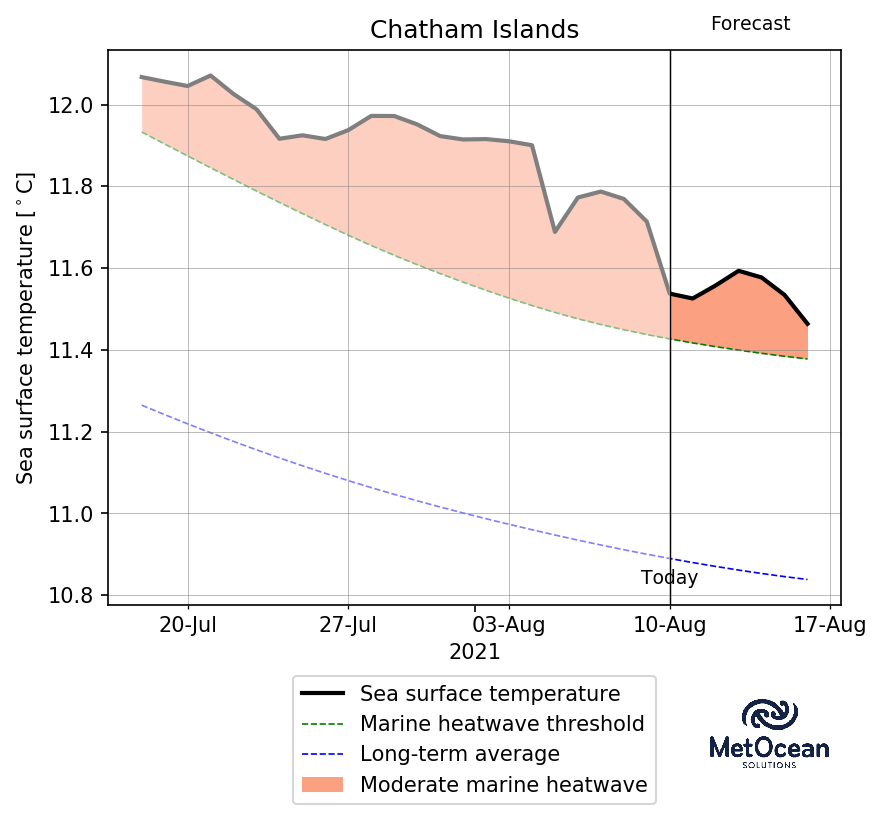 Chatham Islands
Forecast
Sea surface temperature [°C]
12.0
11.8
11.6
11.4
11.2
11.0
10.8
Today
20-Jul 27-Jul 03-Aug 10-Aug 17-Aug
2021
Sea surface temperature
Marine heatwave threshold
Long-term average
Moderate marine heatwave
MetOcean
SOLUTIONS